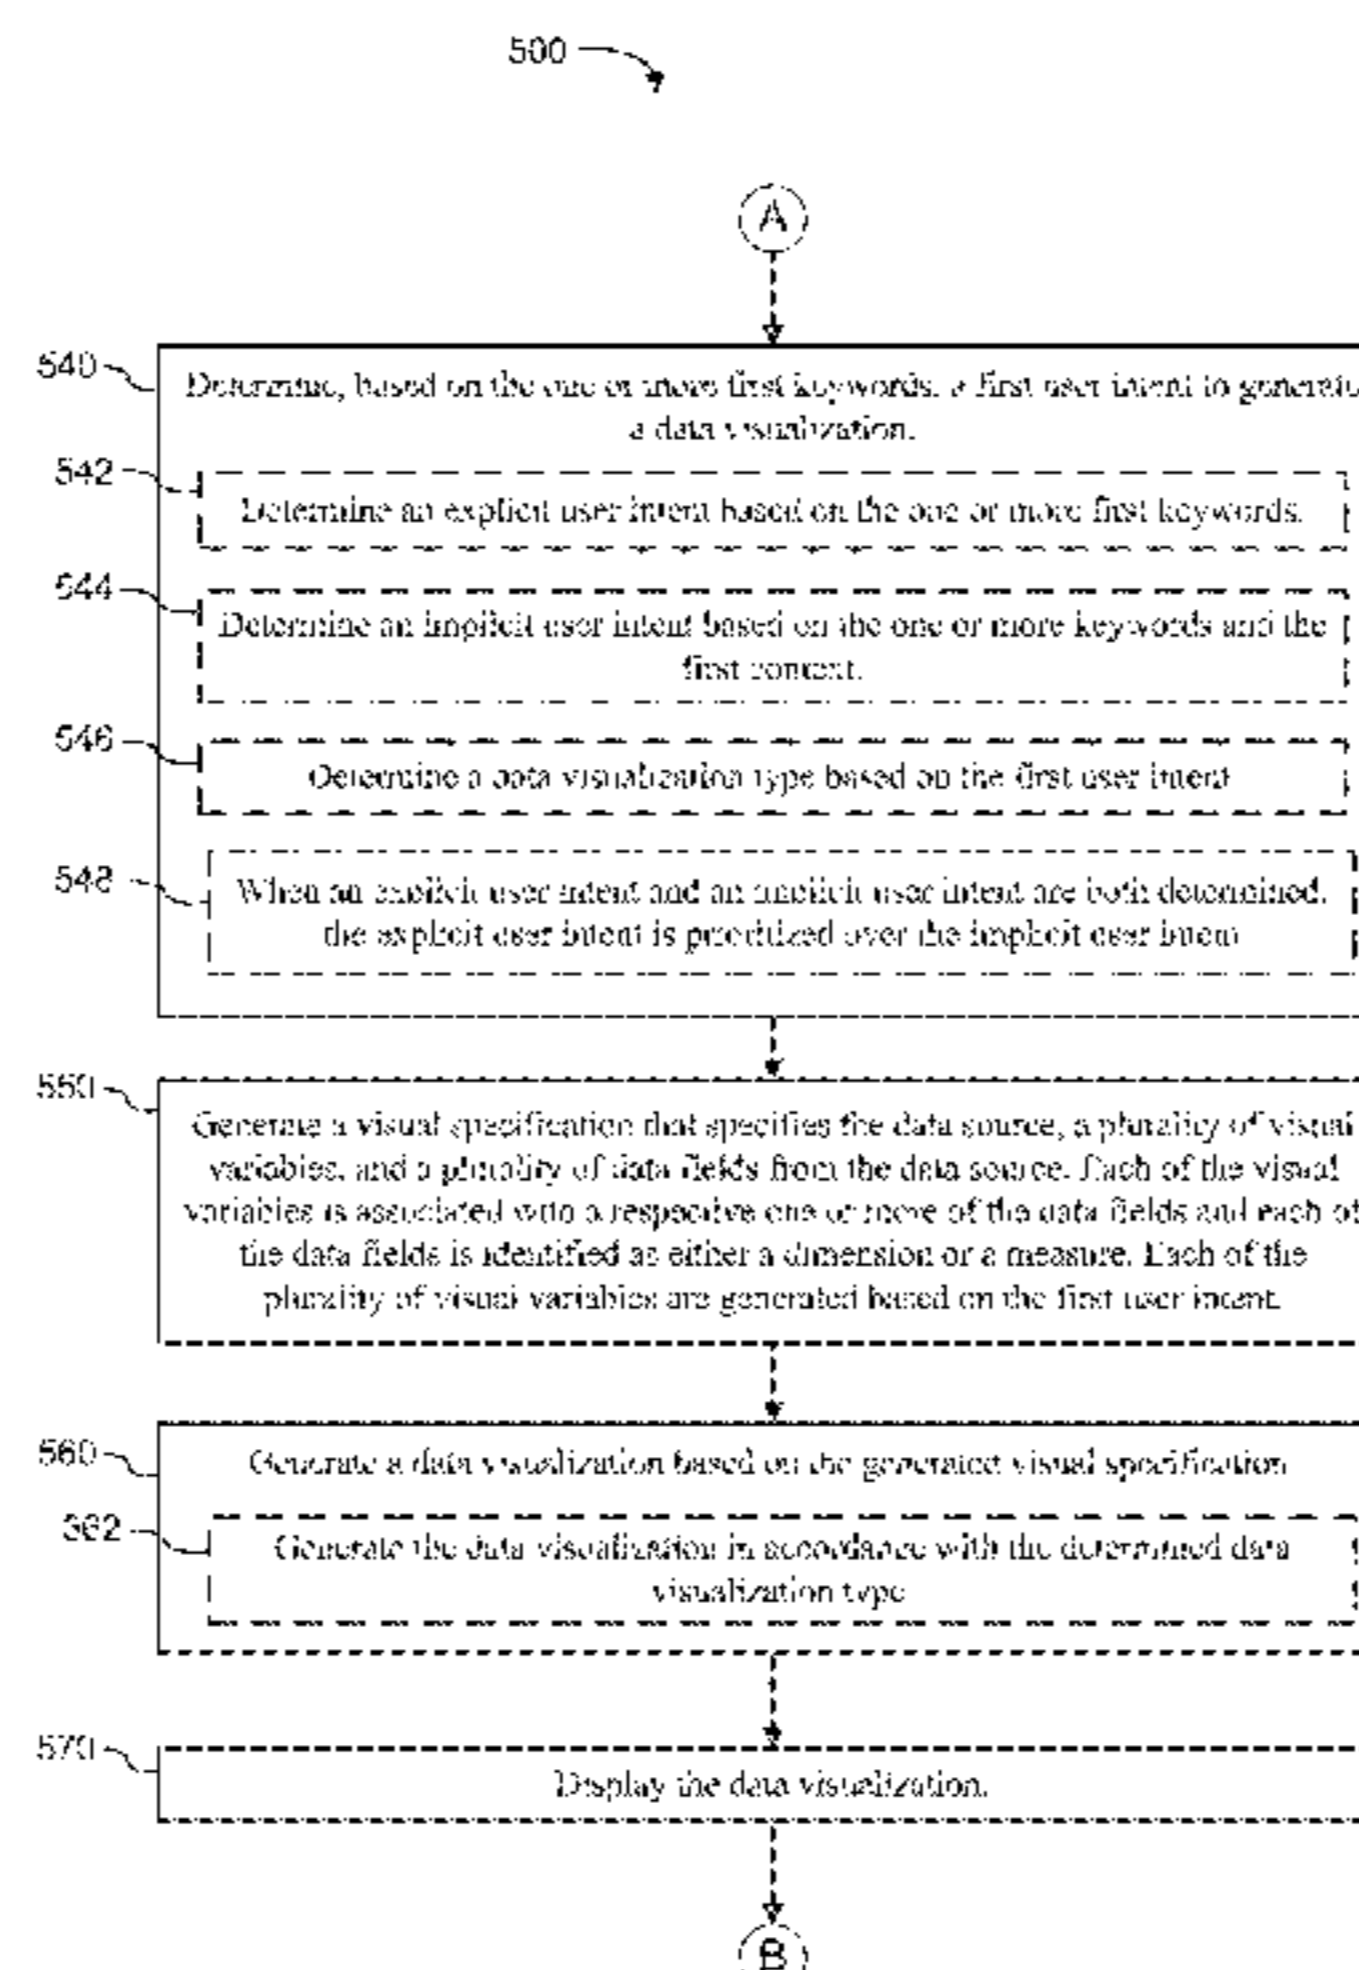 500
A
540
Determine, based on the one or more first keywords, a first user intent to generate
a data visualization.
542
Determine an explicit user intent based on the one or more first keywords.
544
Determine an implicit user intent based on the one or more keywords and the
first content.
546
Determine a data visualization type based on the first user intent
548
When an explicit user intent and an implicit user intent are both determined,
the explicit user intent is prioritized over the implicit user intent
550
Generate a visual specification that specifies the data source, a plurality of visual
variables, and a plurality of data fields from the data source. Each of the visual
variables is associated with a respective one or more of the data fields and each of
the data fields is identified as either a dimension or a measure. Each of the
plurality of visual variables are generated based on the first user intent.
560
Generate a data visualization based on the generated visual specification
562
Generate the data visualization in accordance with the determined data
visualization type
570
Display the data visualization.
B